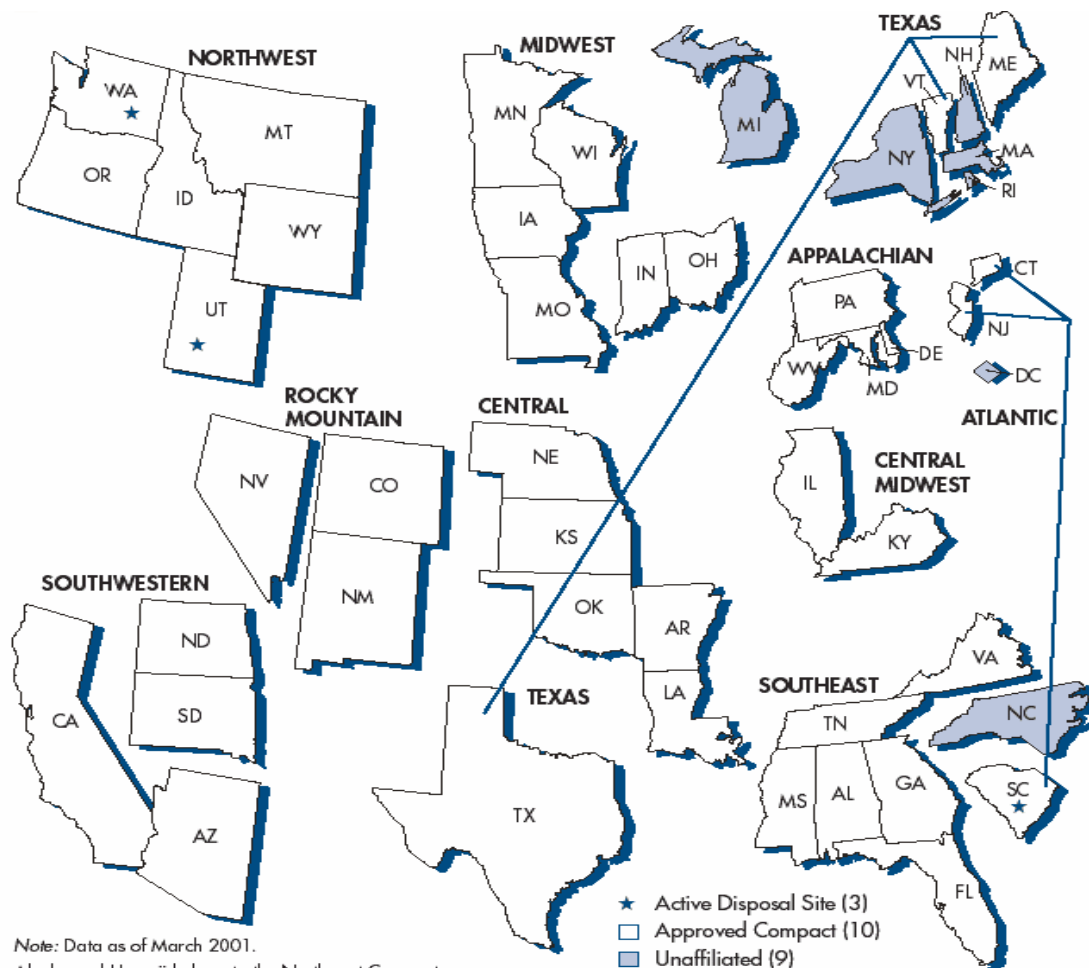 NORTHWEST
WA
MT
OR
ID
WY
UT
MIDWEST
MN
WI
MI
IA
MO
IN
OH
TEXAS
NH
ME
VT
NY
MA
RI
APPALACHIAN
PA
WV
MD
DE
CT
NJ
DC
ATLANTIC
ROCKY
MOUNTAIN
NV
CO
NM
CENTRAL
NE
KS
OK
AR
LA
CENTRAL
MIDWEST
IL
KY
SOUTHWESTERN
CA
ND
SD
AZ
TEXAS
TX
SOUTHEAST
VA
TN
NC
SC
MS
AL
GA
FL
★ Active Disposal Site (3)
Approved Compact (10)
Unaffiliated (9)
Note: Data as of March 2001.